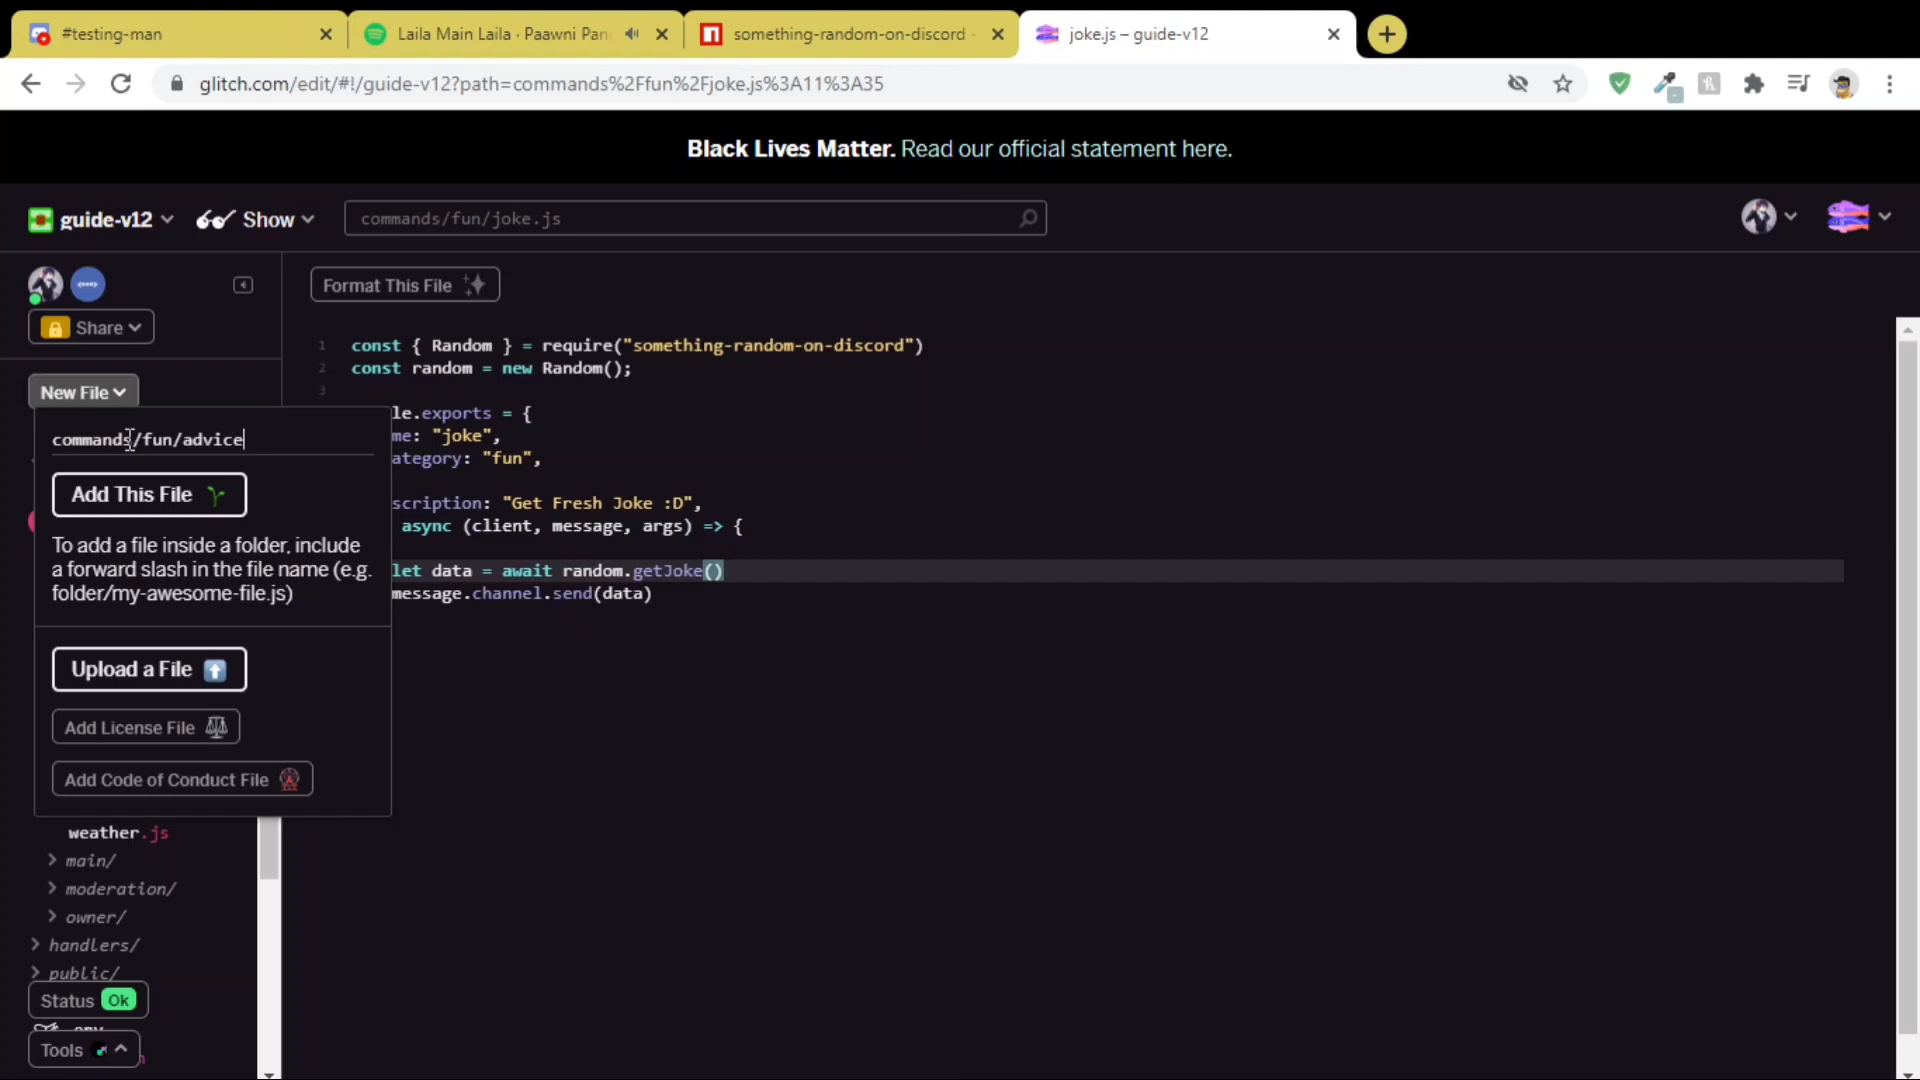 #testing-man
Laila Main Laila · Paawni Pan
something-random-on-discord -
joke.js – guide-v12
glitch.com/edit/#!/guide-v12?path=commands%2Ffun%2Fjoke.js%3A11%3A35
Black Lives Matter. Read our official statement here.
guide-v12
Show
commands/fun/joke.js
Share
Format This File
New File
commands/fun/advice
Add This File
To add a file inside a folder, include
a forward slash in the file name (e.g.
folder/my-awesome-file.js)
Upload a File
Add License File
Add Code of Conduct File
1 const { Random } = require("something-random-on-discord")
2 const random = new Random();
3
le.exports = {
me: "joke",
ategory: "fun",
scription: "Get Fresh Joke :D",
async (client, message, args) => {
let data = await random.getJoke()
message.channel.send(data)
weather.js
main/
moderation/
owner/
handlers/
public/
Status Ok
Tools